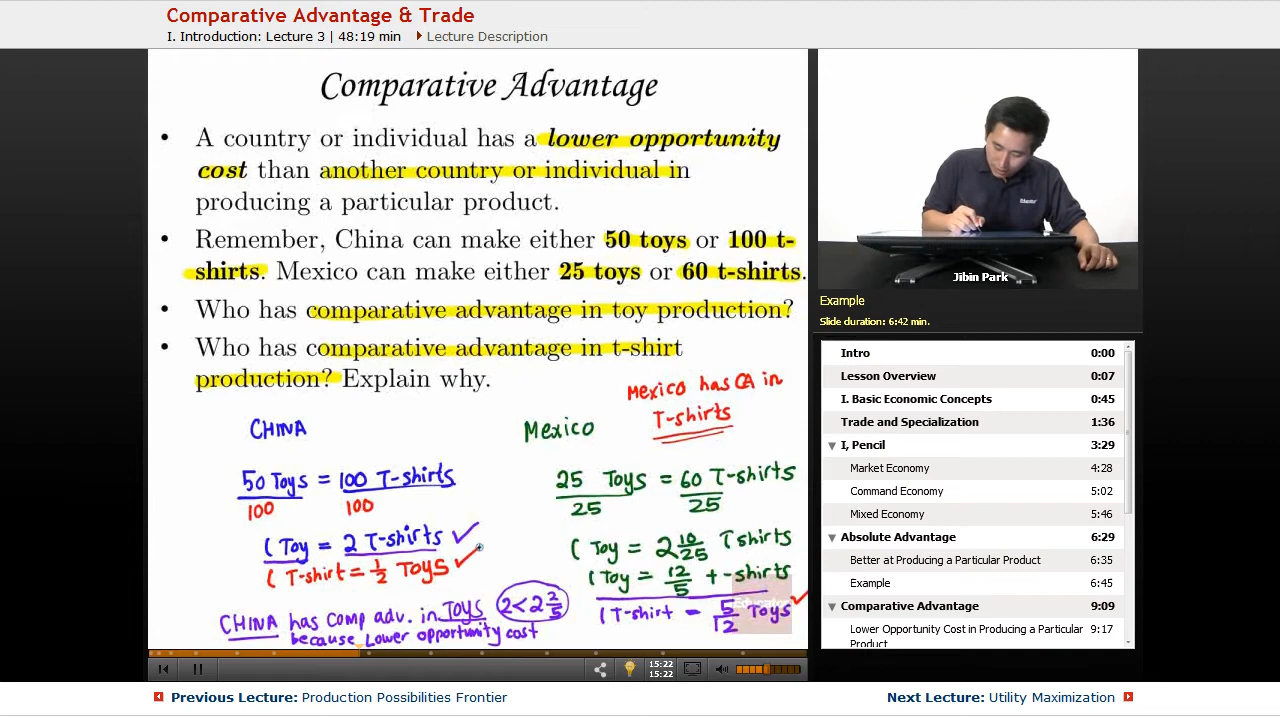 Comparative Advantage & Trade
I. Introduction: Lecture 3 | 48:19 min Lecture Description
Comparative Advantage
• A country or individual has a lower opportunity
cost than another country or individual in
producing a particular product.
• Remember, China can make either 50 toys or 100 t-
shirts. Mexico can make either 25 toys or 60 t-shirts.
• Who has comparative advantage in toy production?
• Who has comparative advantage in t-shirt
production? Explain why.
Mexico has CA in
T-shirts
CHINA
50 Toys = 100 T-shirts
100 100
1 Toy = 2 T-shirts ✓
1 T-shirt = 1/2 Toys ✓
CHINA has comp adv. in Toys 2 < 2 2/5
because Lower opportunity cost
Mexico
25 Toys = 60 T-shirts
25 25
1 Toy = 2 10/25 Tshirts
1 Toy = 12/5 t-shirts
1 T-shirt = 5/12 Toys ✓
Educator
Jibin Park
Example
Slide duration: 6:42 min.
Intro 0:00
Lesson Overview 0:07
I. Basic Economic Concepts 0:45
Trade and Specialization 1:36
I, Pencil 3:29
Market Economy 4:28
Command Economy 5:02
Mixed Economy 5:46
Absolute Advantage 6:29
Better at Producing a Particular Product 6:35
Example 6:45
Comparative Advantage 9:09
Lower Opportunity Cost in Producing a Particular 9:17
Product
15:22
15:22
Previous Lecture: Production Possibilities Frontier
Next Lecture: Utility Maximization